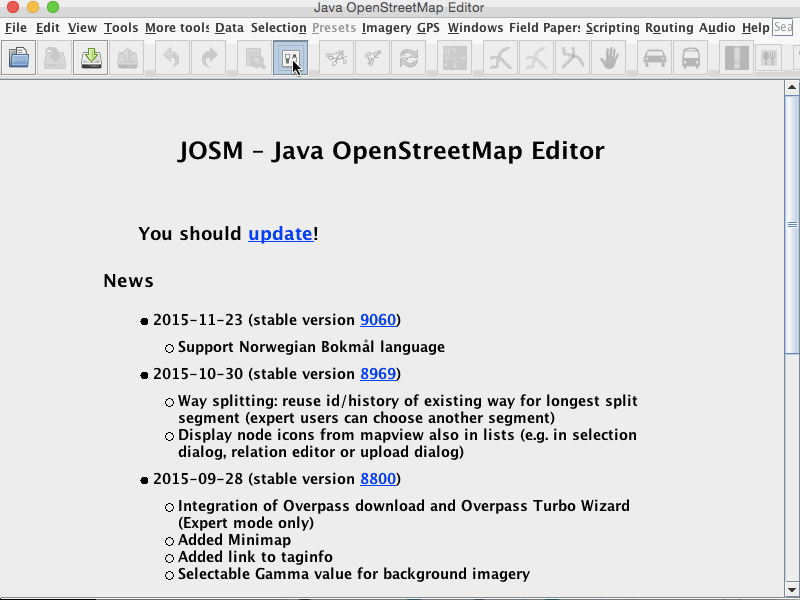 Java OpenStreetMap Editor
File Edit View Tools More tools Data Selection Presets Imagery GPS Windows Field Papers Scripting Routing Audio Help Sea
JOSM – Java OpenStreetMap Editor
You should update!
News
2015-11-23 (stable version 9060)
Support Norwegian Bokmål language
2015-10-30 (stable version 8969)
Way splitting: reuse id/history of existing way for longest split
segment (expert users can choose another segment)
Display node icons from mapview also in lists (e.g. in selection
dialog, relation editor or upload dialog)
2015-09-28 (stable version 8800)
Integration of Overpass download and Overpass Turbo Wizard
(Expert mode only)
Added Minimap
Added link to taginfo
Selectable Gamma value for background imagery